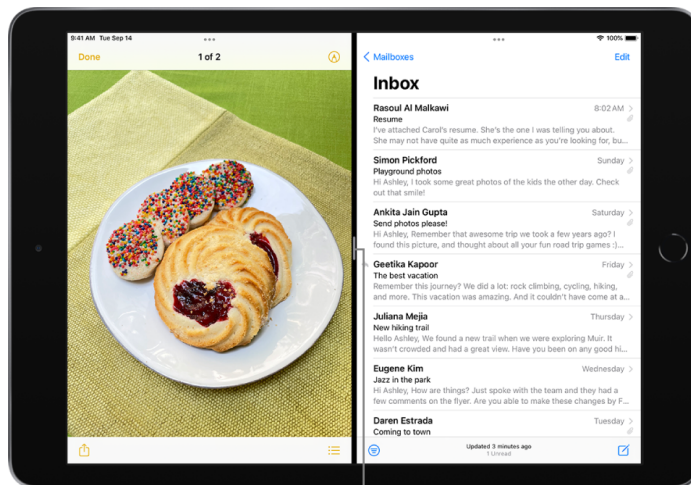 9:41 AM Tue Sep 14
100%
Done
1 of 2
Mailboxes
Edit
Inbox
Rasoul Al Malkawi
8:02 AM
Resume
I've attached Carol's resume. She's the one I was telling you about.
She may not have quite as much experience as you're looking for, bu...
Simon Pickford
Sunday
Playground photos
Hi Ashley, I took some great photos of the kids the other day. Check
out that smile!
Ankita Jain Gupta
Saturday
Send photos please!
Hi Ashley, Remember that awesome trip we took a few years ago? I
found this picture, and thought about all your fun road trip games :)...
Geetika Kapoor
Friday
The best vacation
Remember this journey? We did a lot: rock climbing, cycling, hiking,
and more. This vacation was amazing. And it couldn't have come at a...
Juliana Mejia
Thursday
New hiking trail
Hello Ashley, We found a new trail when we were exploring Muir. It
wasn't crowded and had a great view. Have you been on any good hi...
Eugene Kim
Wednesday
Jazz in the park
Hi Ashley, How are things? Just spoke with the team and they had a
few comments on the flyer. Are you able to make these changes by F...
Daren Estrada
Tuesday
Coming to town
Updated 3 minutes ago
1 Unread